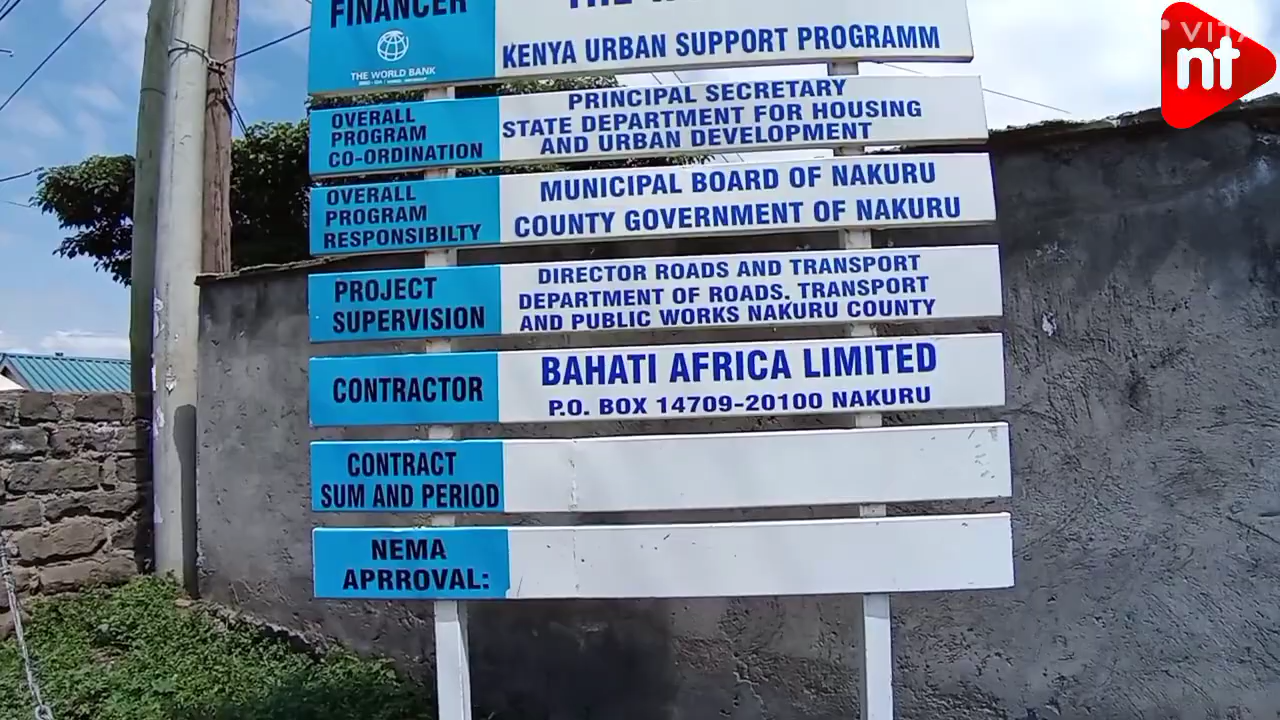 FINANCER
THE WORLD BANK
KENYA URBAN SUPPORT PROGRAMM
OVERALL
PROGRAM
CO-ORDINATION
PRINCIPAL SECRETARY
STATE DEPARTMENT FOR HOUSING
AND URBAN DEVELOPMENT
OVERALL
PROGRAM
RESPONSIBILTY
MUNICIPAL BOARD OF NAKURU
COUNTY GOVERNMENT OF NAKURU
PROJECT
SUPERVISION
DIRECTOR ROADS AND TRANSPORT
DEPARTMENT OF ROADS. TRANSPORT
AND PUBLIC WORKS NAKURU COUNTY
CONTRACTOR
BAHATI AFRICA LIMITED
P.O. BOX 14709-20100 NAKURU
CONTRACT
SUM AND PERIOD
NEMA
APRROVAL:
nt